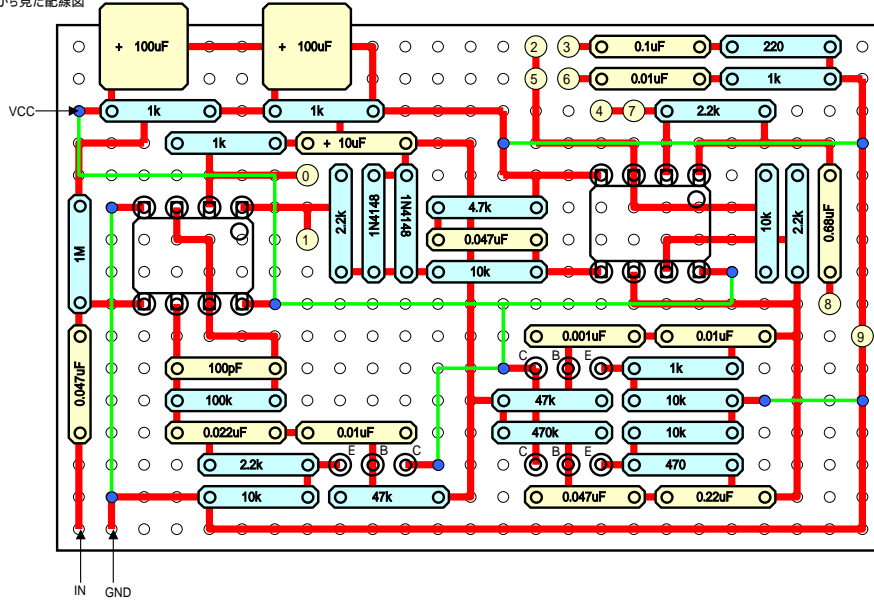 から見た配線図
+ 100uF
+ 100uF
2
3
0.1uF
220
5
6
0.01uF
1k
VCC
1k
1k
4
7
2.2k
1k
+ 10uF
0
1
2.2k
1N4148
1N4148
4.7k
0.047uF
10k
10k
2.2k
0.68uF
8
1M
9
0.047uF
0.001uF
0.01uF
100pF
C
B
E
1k
100k
47k
10k
0.022uF
0.01uF
470k
10k
2.2k
E
B
C
C
B
E
470
10k
47k
0.047uF
0.22uF
IN
GND